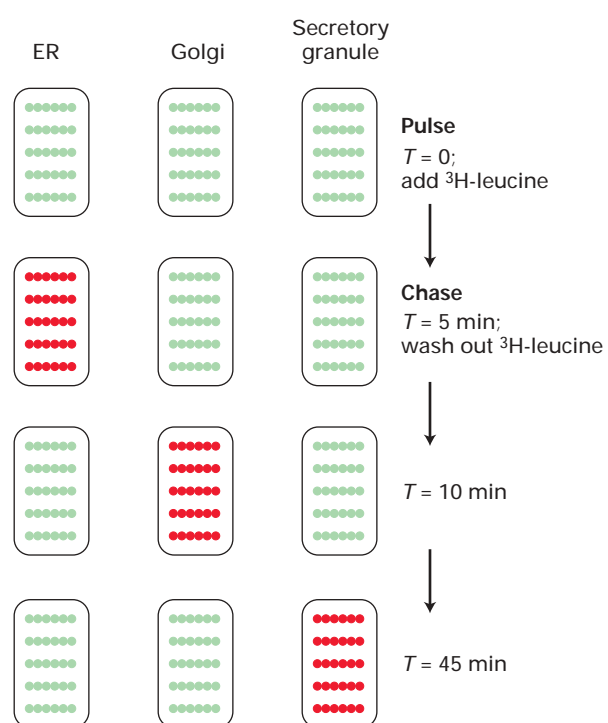 ER
Golgi
Secretory
granule
Pulse
T = 0;
add ³H-leucine
Chase
T = 5 min;
wash out ³H-leucine
T = 10 min
T = 45 min